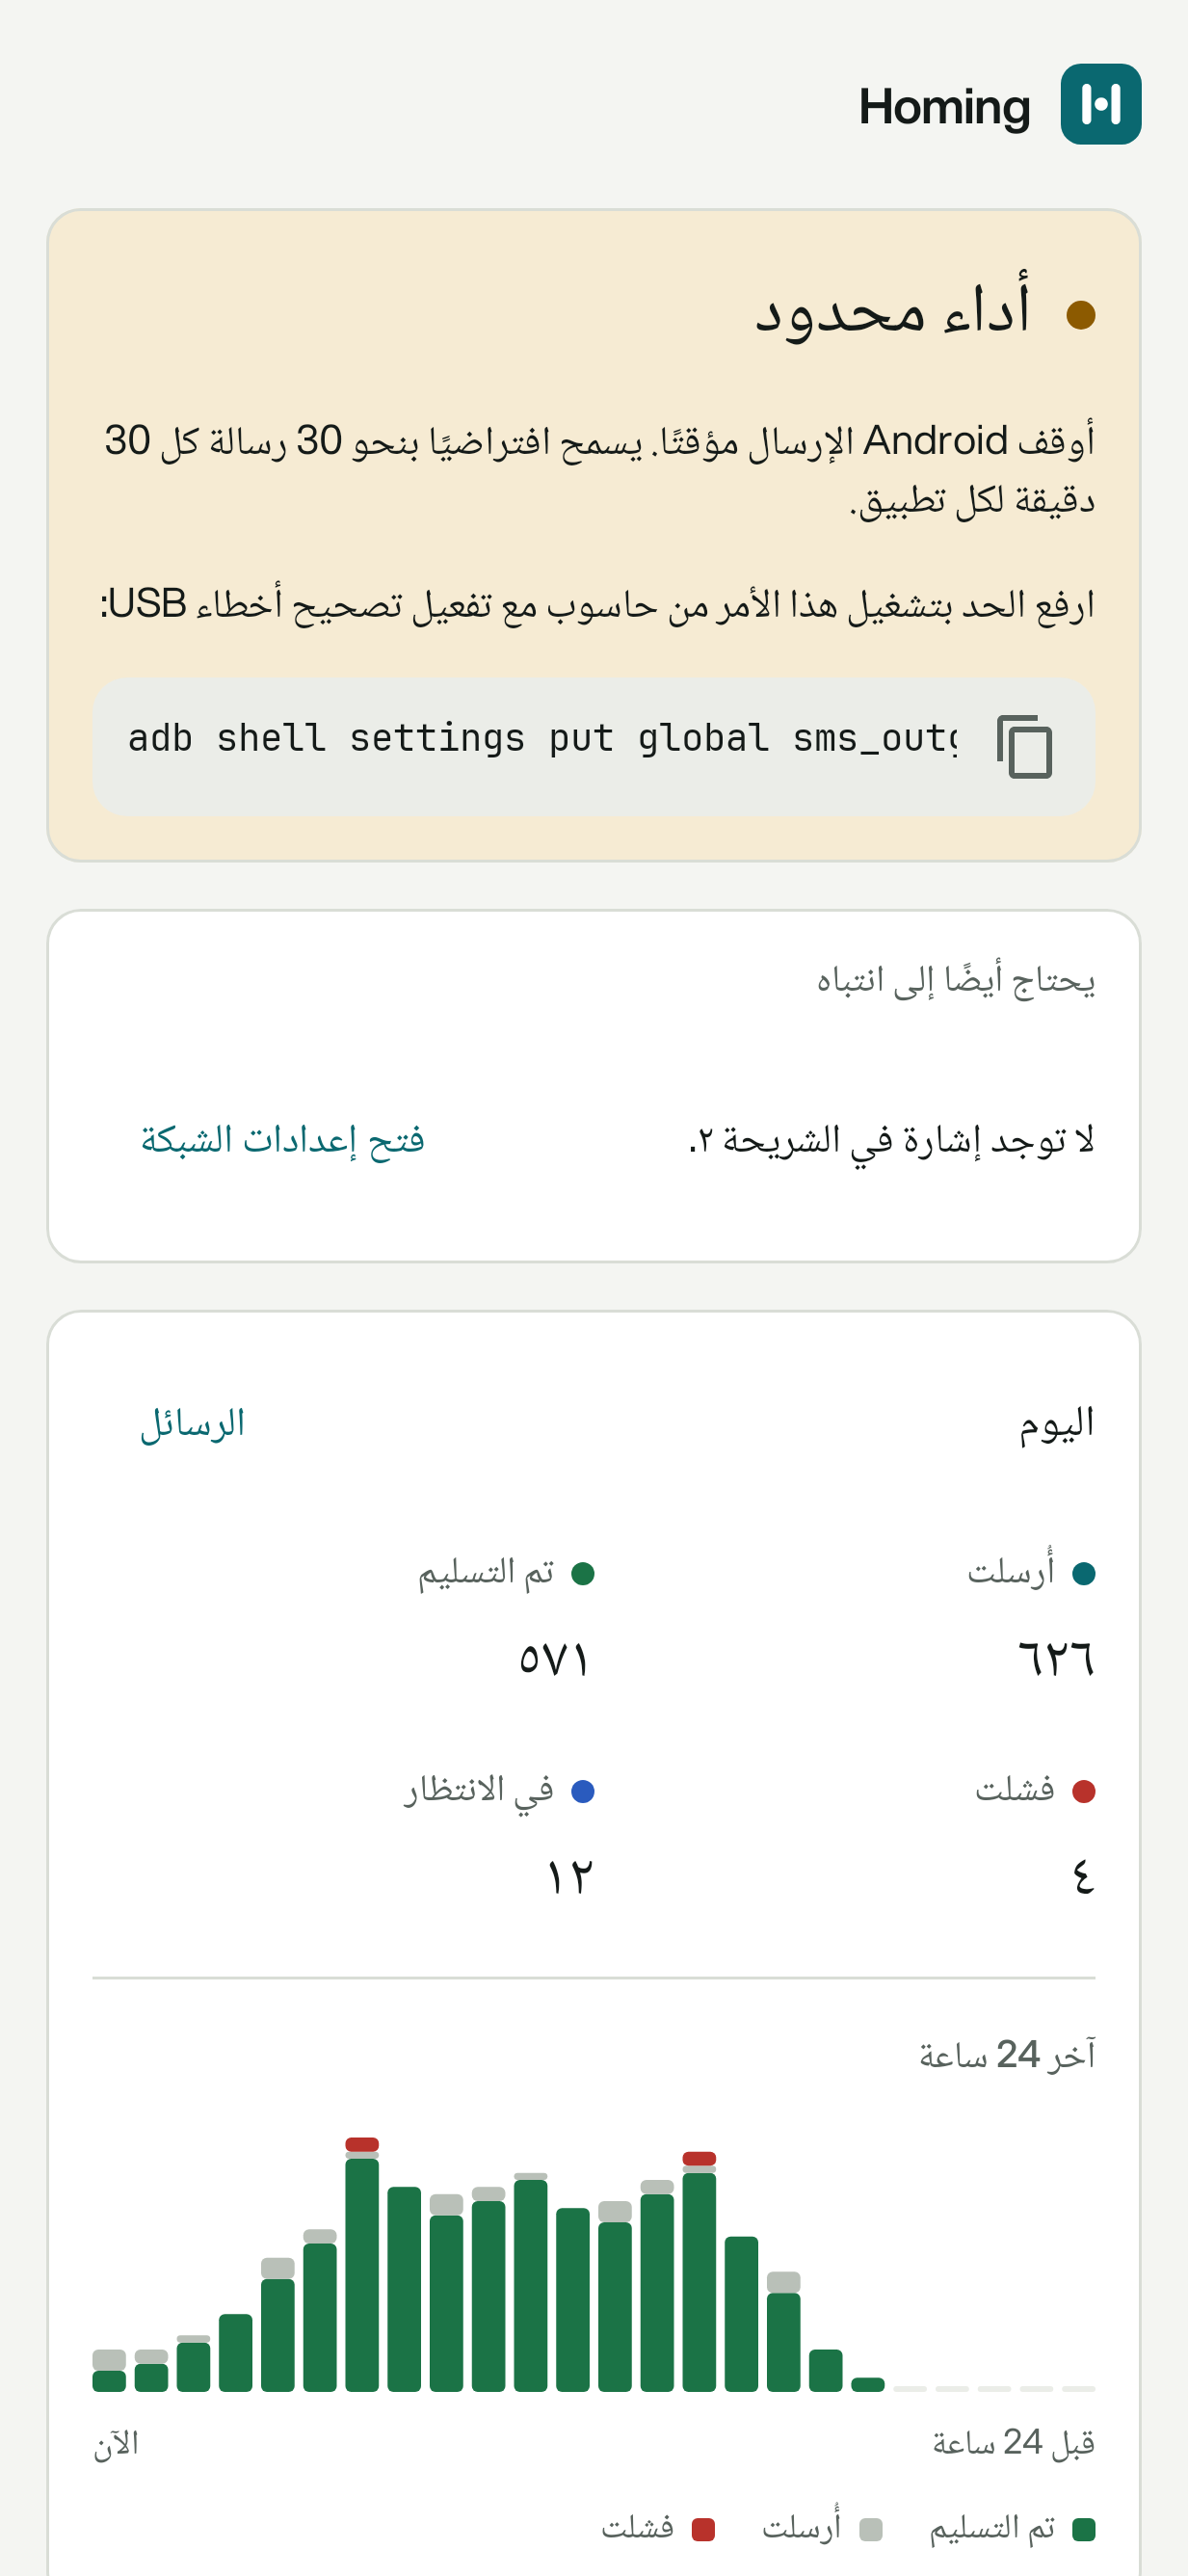 Homing
أداء محدود
أوقف Android الإرسال مؤقتًا. يسمح افتراضيًا بنحو 30 رسالة كل 30
دقيقة لكل تطبيق.
ارفع الحد بتشغيل هذا الأمر من حاسوب مع تفعيل تصحيح أخطاء USB:
adb shell settings put global
يحتاج أيضًا إلى انتباه
لا توجد إشارة في الشريحة ٢.
فتح إعدادات الشبكة
اليوم
الرسائل
أُرسلت
تم التسليم
٦٢٦
٥٧١
فشلت
في الانتظار
٤
١٢
آخر 24 ساعة
قبل 24 ساعة
الآن
تم التسليم
أُرسلت
فشلت